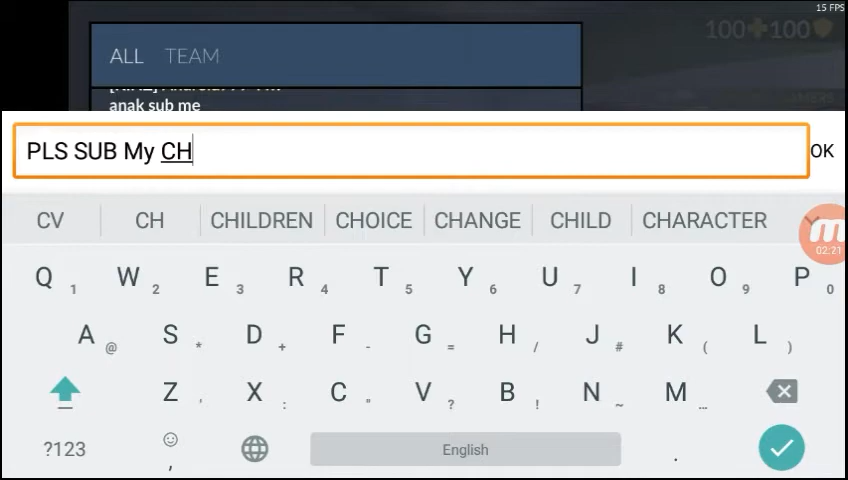 15 FPS
100 100
ALL TEAM
anak sub me
PLS SUB My CH
OK
CV CH CHILDREN CHOICE CHANGE CHILD CHARACTER
02:21
Q 1 W 2 E 3 R 4 T 5 Y 6 U 7 I 8 O 9 P 0
A @ S * D + F - G = H / J # K ( L )
Z ' X : C " V ? B ! N ~ M ...
?123 , English .